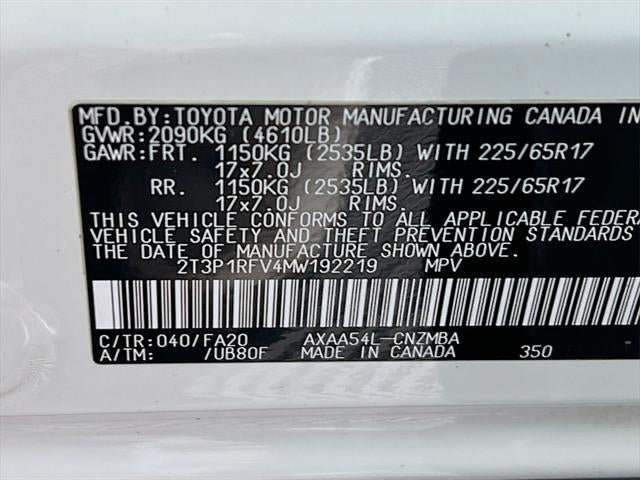 MFD.BY:TOYOTA MOTOR MANUFACTURING CANADA IN
GVWR:2090KG (4610LB)
GAWR:FRT. 1150KG (2535LB) WITH 225/65R17
17x7.0J RIMS.
RR. 1150KG (2535LB) WITH 225/65R17
17x7.0J RIMS.
THIS VEHICLE CONFORMS TO ALL APPLICABLE FEDERA
VEHICLE SAFETY AND THEFT PREVENTION STANDARDS
THE DATE OF MANUFACTURE SHOWN ABOVE.
2T3P1RFV4MW192219 MPV
C/TR:040/FA20 AXAA54L-CNZMBA
A/TM: /UB80F MADE IN CANADA 350